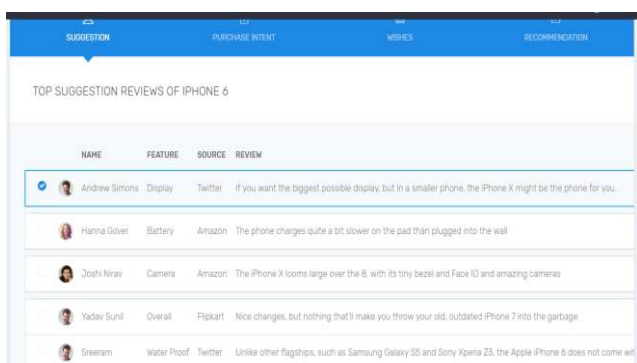 SUGGESTION PURCHASE INTENT WISHES RECOMMENDATION
TOP SUGGESTION REVIEWS OF IPHONE 6
NAME FEATURE SOURCE REVIEW
Andrew Simons Display Twitter If you want the biggest possible display, but in a smaller phone, the iPhone X might be the phone for you.
Hanna Gover Battery Amazon The phone charges quite a bit slower on the pad than plugged into the wall
Joshi Nirav Camera Amazon The iPhone X looms large over the 8, with its tiny bezel and Face ID and amazing cameras
Yadav Sunil Overall Flipkart Nice changes, but nothing that'll make you throw your old, outdated iPhone 7 into the garbage.
Sreeram Water Proof Twitter Unlike other flagships, such as Samsung Galaxy S5 and Sony Xpena Z3, the Apple iPhone 6 does not come wit